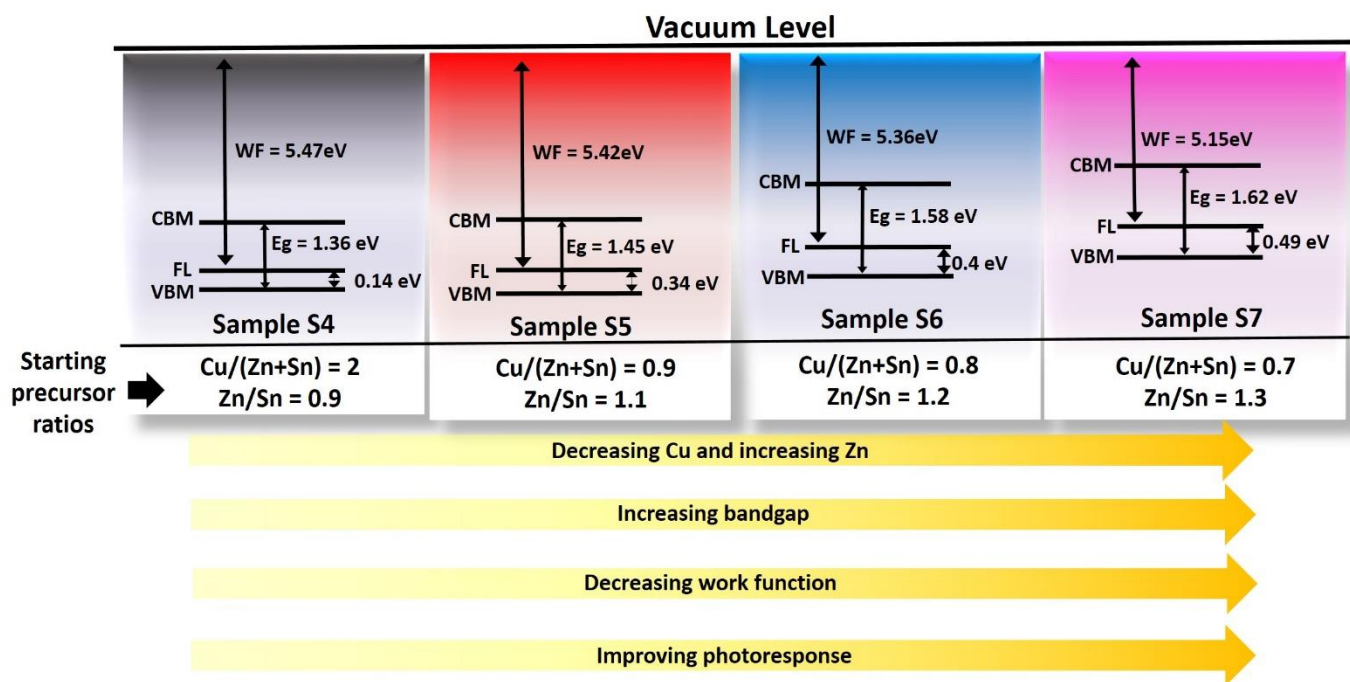 Vacuum Level
WF = 5.47eV
CBM
Eg = 1.36 eV
FL
0.14 eV
VBM
Sample S4
WF = 5.42eV
CBM
Eg = 1.45 eV
FL
0.34 eV
VBM
Sample S5
WF = 5.36eV
CBM
Eg = 1.58 eV
FL
0.4 eV
VBM
Sample S6
WF = 5.15eV
CBM
Eg = 1.62 eV
FL
0.49 eV
VBM
Sample S7
Starting
precursor
ratios
Cu/(Zn+Sn) = 2
Zn/Sn = 0.9
Cu/(Zn+Sn) = 0.9
Zn/Sn = 1.1
Cu/(Zn+Sn) = 0.8
Zn/Sn = 1.2
Cu/(Zn+Sn) = 0.7
Zn/Sn = 1.3
Decreasing Cu and increasing Zn
Increasing bandgap
Decreasing work function
Improving photoresponse